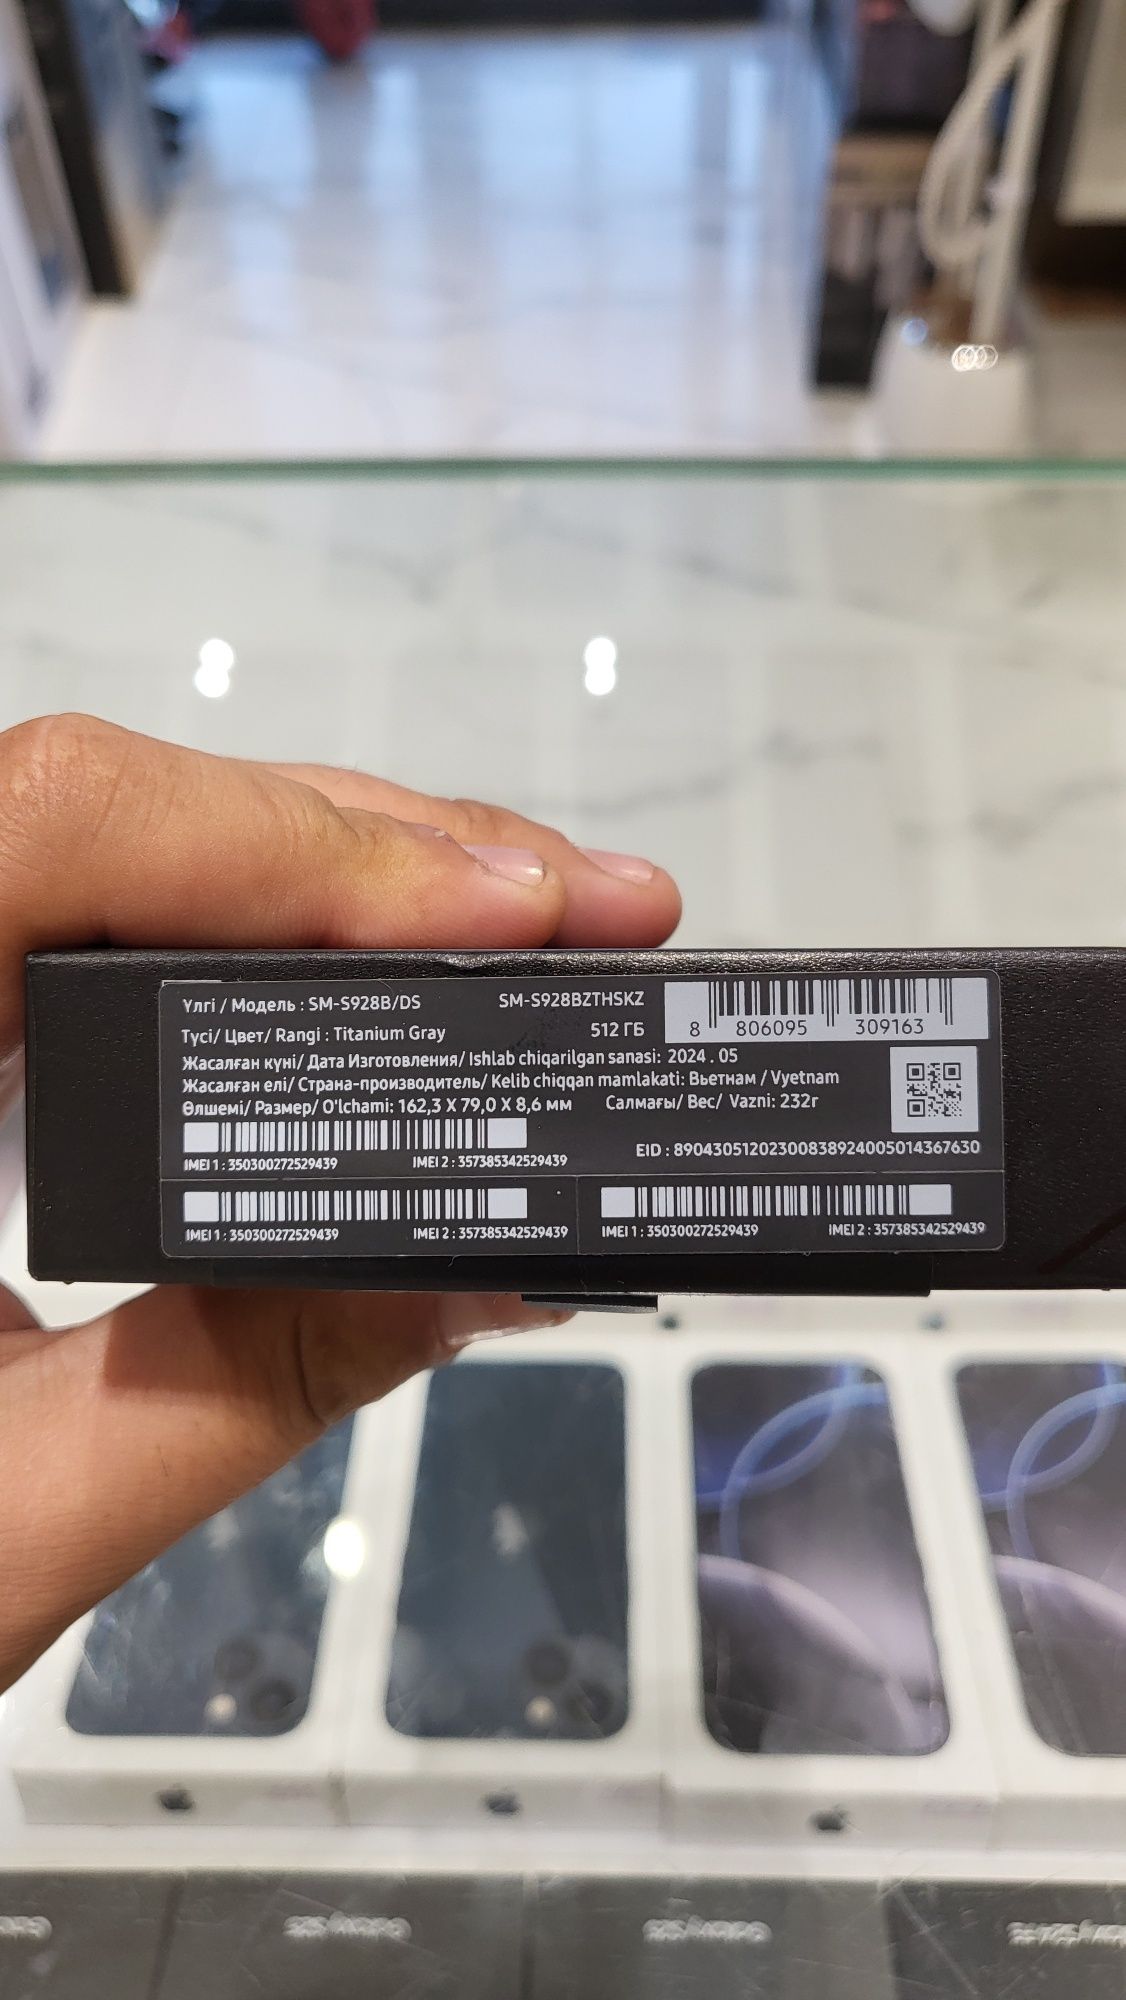 Үлгі / Модель : SM-S928B/DS SM-S928BZTHSKZ
Түсі/ Цвет/ Rangi : Titanium Gray 512 ГБ
8 806095 309163
Жасалған күні/ Дата Изготовления/ Ishlab chiqarilgan sanasi: 2024 . 05
Жасалған елі/ Страна-производитель/ Kelib chiqqan mamlakati: Вьетнам / Vyetnam
Өлшемі/ Размер/ O'lchami: 162,3 X 79,0 X 8,6 мм Салмағы/ Вес/ Vazni: 232г
EID : 89043051202300838924005014367630
IMEI 1 : 350300272529439 IMEI 2 : 357385342529439
IMEI 1 : 350300272529439 IMEI 2 : 357385342529439
IMEI 1 : 350300272529439 IMEI 2 : 357385342529439